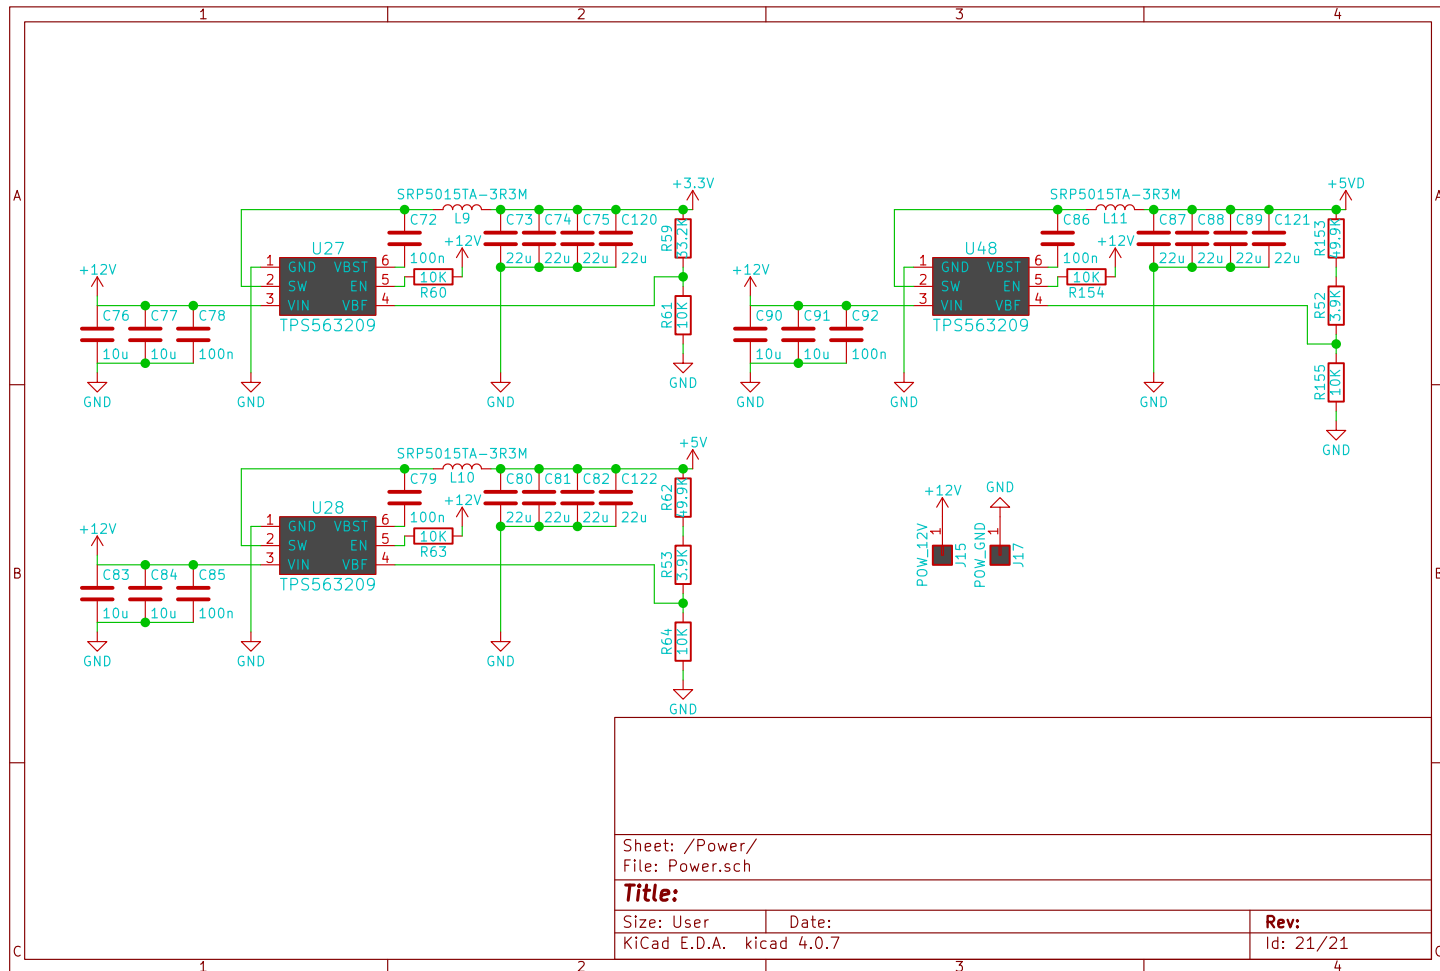 1 2 3 4
A A
B B
C C
SRP5015TA-3R3M
L9
+3.3V
C72
100n
C73 C74 C75 C120
22u 22u 22u 22u
+12V
R59
33.2K
U27
1 GND VBST 6
2 SW EN 5
3 VIN VBF 4
TPS563209
10K
R60
R61
10K
+12V
C76 C77 C78
10u 10u 100n
GND
GND
GND
GND
SRP5015TA-3R3M
L11
+5VD
C86
100n
C87 C88 C89 C121
22u 22u 22u 22u
+12V
R153
49.9K
U48
1 GND VBST 6
2 SW EN 5
3 VIN VBF 4
TPS563209
10K
R154
R52
3.9K
R155
10K
+12V
C90 C91 C92
10u 10u 100n
GND
GND
GND
GND
SRP5015TA-3R3M
L10
+5V
C79
100n
C80 C81 C82 C122
22u 22u 22u 22u
+12V
R62
49.9K
U28
1 GND VBST 6
2 SW EN 5
3 VIN VBF 4
TPS563209
10K
R63
R53
3.9K
R64
10K
+12V
C83 C84 C85
10u 10u 100n
GND
GND
GND
GND
+12V
1
POW_12V
J15
GND
1
POW_GND
J17
Sheet: /Power/
File: Power.sch
Title:
Size: User Date: Rev:
KiCad E.D.A. kicad 4.0.7 Id: 21/21
1 2 3 4